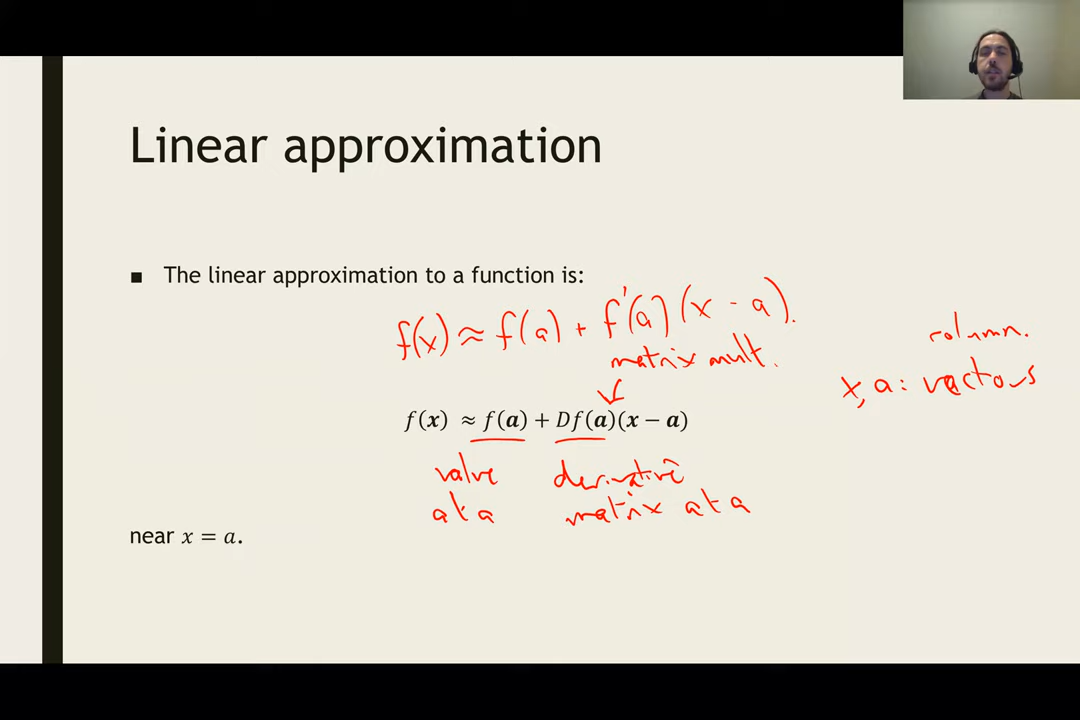 Linear approximation
■ The linear approximation to a function is:
f(x) ≈ f(a) + f'(a) (x - a).
matrix mult.
column.
x, a: vectors
f(x) ≈ f(a) + Df(a)(x − a)
value
at a
derivative
matrix at a
near x = a.